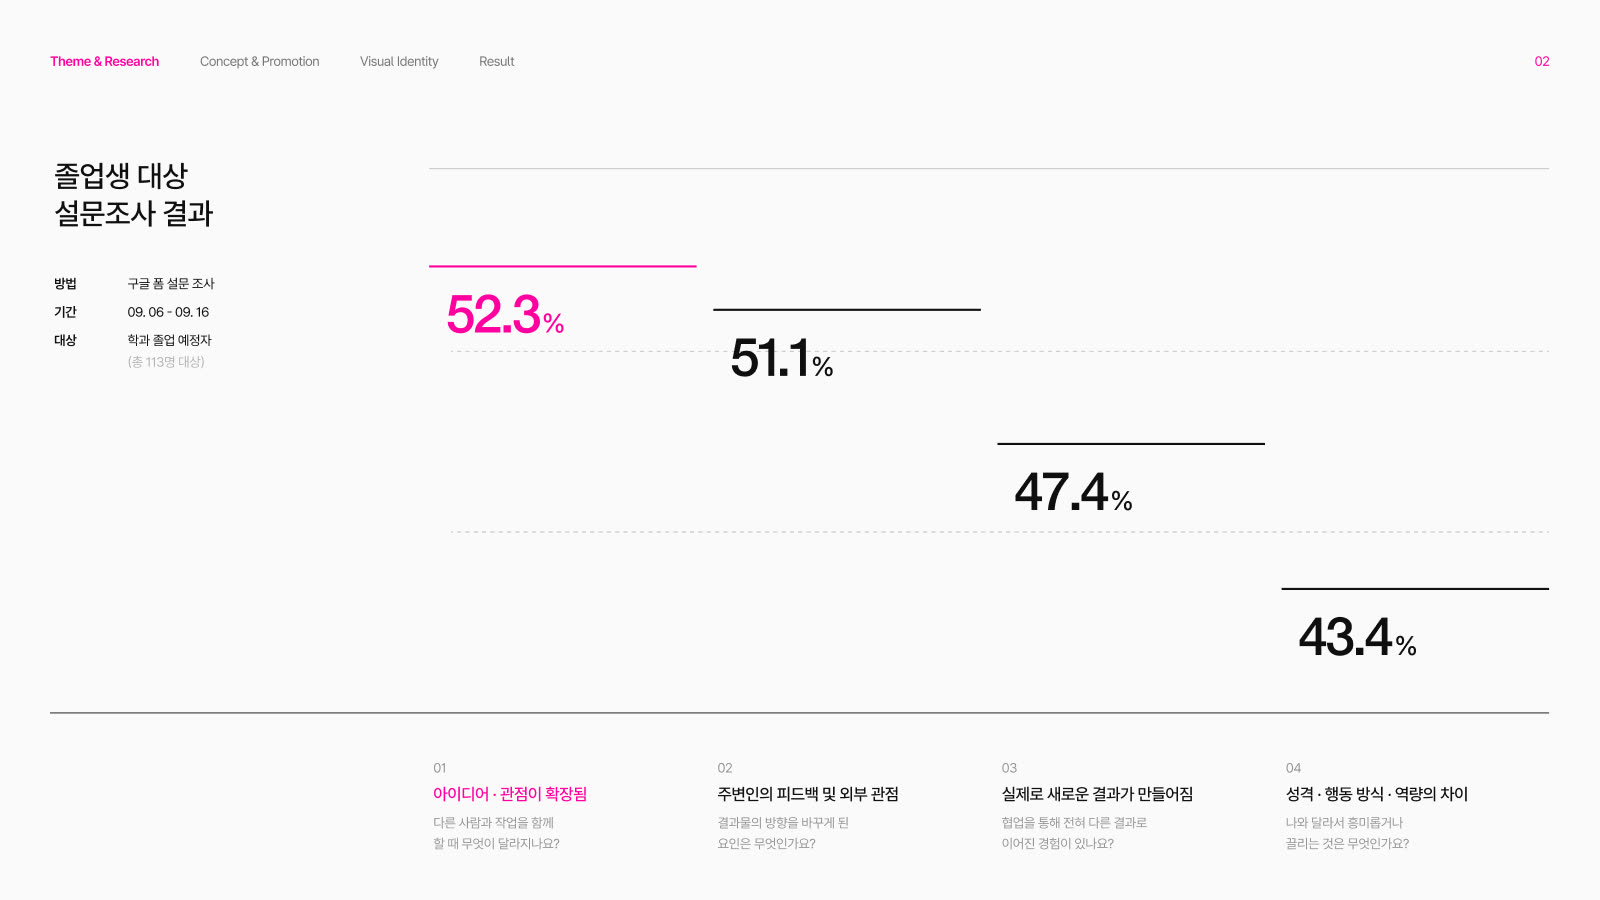 Theme & Research
Concept & Promotion
Visual Identity
Result
02
졸업생 대상
설문조사 결과
방법 구글 폼 설문 조사
기간 09. 06 - 09. 16
대상 학과 졸업 예정자
(총 113명 대상)
52.3%
51.1%
47.4%
43.4%
01
아이디어 · 관점이 확장됨
다른 사람과 작업을 함께
할 때 무엇이 달라지나요?
02
주변인의 피드백 및 외부 관점
결과물의 방향을 바꾸게 된
요인은 무엇인가요?
03
실제로 새로운 결과가 만들어짐
협업을 통해 전혀 다른 결과로
이어진 경험이 있나요?
04
성격 · 행동 방식 · 역량의 차이
나와 달라서 흥미롭거나
끌리는 것은 무엇인가요?